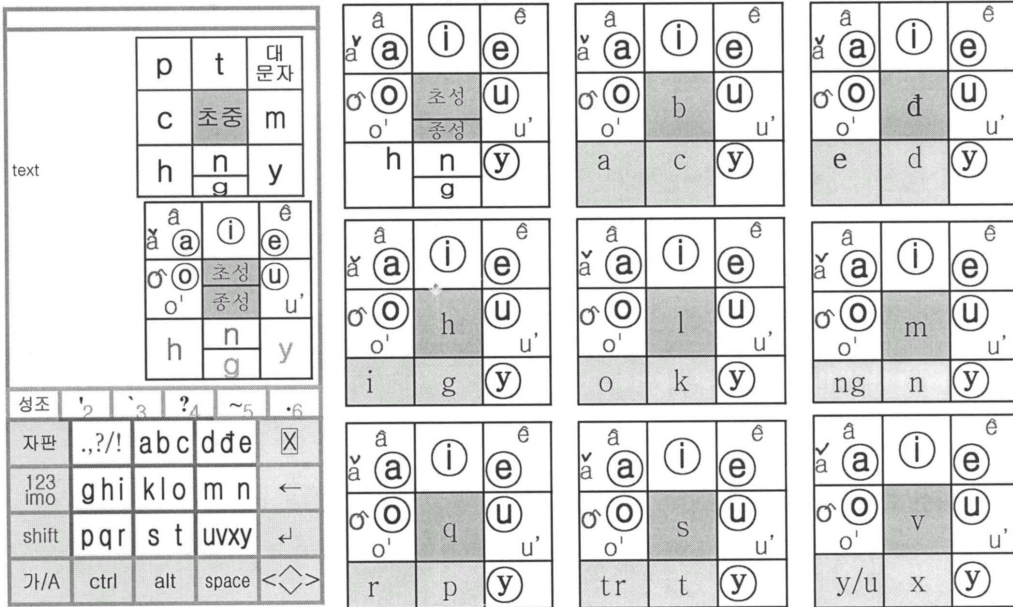 p t 대문자
c 초중 m
h n g y
text
â ê
ă a i e
ô o 초성 u
o' 종성 u'
h n g y
성조 '2 `3 ?4 ~5 .6
자판 .,?/! abc dđe X
123 imo ghi klo m n ←
shift pqr s t uvxy ↲
가/A ctrl alt space <◇>
â ê
ă a i e
ô o 초성 u
o' 종성 u'
h n g y
â ê
ă a i e
ô o b u
o' u'
a c y
â ê
ă a i e
ô o đ u
o' u'
e d y
â ê
ă a i e
ô o h u
o' u'
i g y
â ê
ă a i e
ô o l u
o' u'
o k y
â ê
ă a i e
ô o m u
o' u'
ng n y
â ê
ă a i e
ô o q u
o' u'
r p y
â ê
ă a i e
ô o s u
o' u'
tr t y
â ê
ă a i e
ô o v u
o' u'
y/u x y